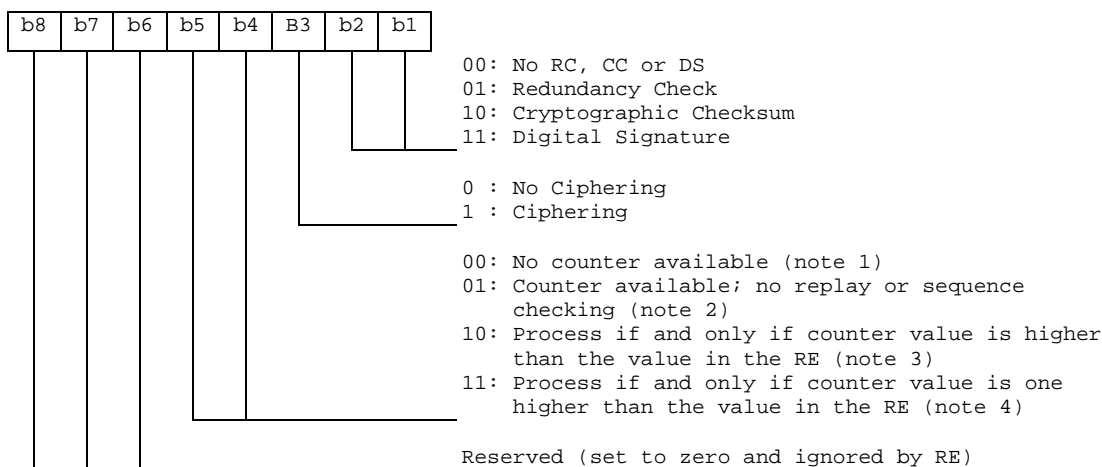 b8 b7 b6 b5 b4 B3 b2 b1
00: No RC, CC or DS
01: Redundancy Check
10: Cryptographic Checksum
11: Digital Signature
0 : No Ciphering
1 : Ciphering
00: No counter available (note 1)
01: Counter available; no replay or sequence
checking (note 2)
10: Process if and only if counter value is higher
than the value in the RE (note 3)
11: Process if and only if counter value is one
higher than the value in the RE (note 4)
Reserved (set to zero and ignored by RE)